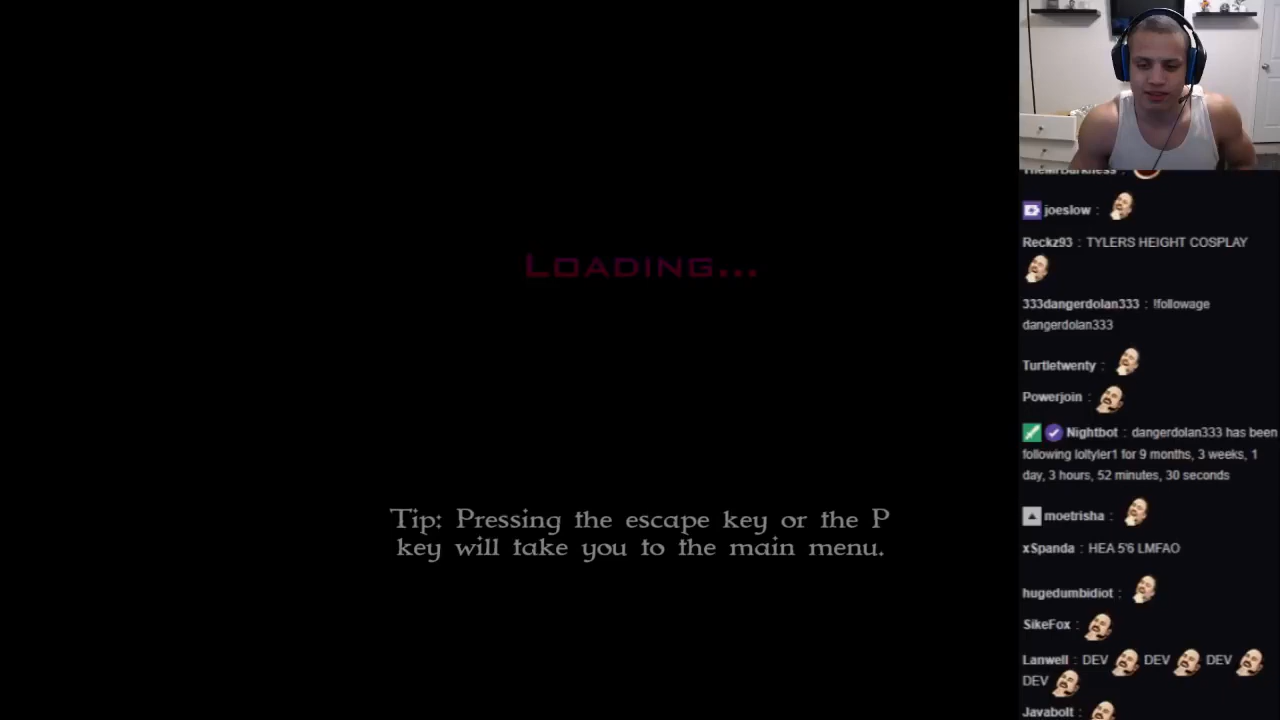 LOADING...
Tip: Pressing the escape key or the P
key will take you to the main menu.
joeslow :
Reckz93 : TYLERS HEIGHT COSPLAY
333dangerdolan333 : !followage
dangerdolan333
Turtletwenty :
Powerjoin :
Nightbot : dangerdolan333 has been
following loltyler1 for 9 months, 3 weeks, 1
day, 3 hours, 52 minutes, 30 seconds
moetrisha :
xSpanda : HEA 5'6 LMFAO
hugedumbidiot :
SikeFox :
Lanwell : DEV DEV DEV
DEV
Javabolt :